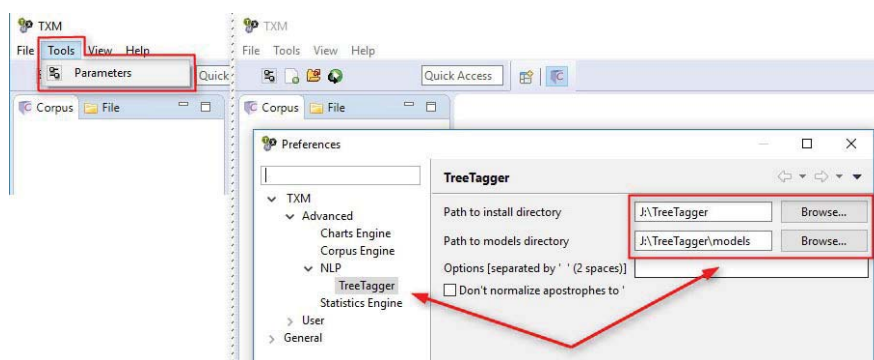 TXM
File Tools View Help
Parameters
Quick
Corpus File
TXM
File Tools View Help
Quick Access
Corpus File
Preferences
TXM
Advanced
Charts Engine
Corpus Engine
NLP
TreeTagger
Statistics Engine
User
General
TreeTagger
Path to install directory J:\TreeTagger Browse...
Path to models directory J:\TreeTagger\models Browse...
Options [separated by '  ' (2 spaces)]
Don't normalize apostrophes to '